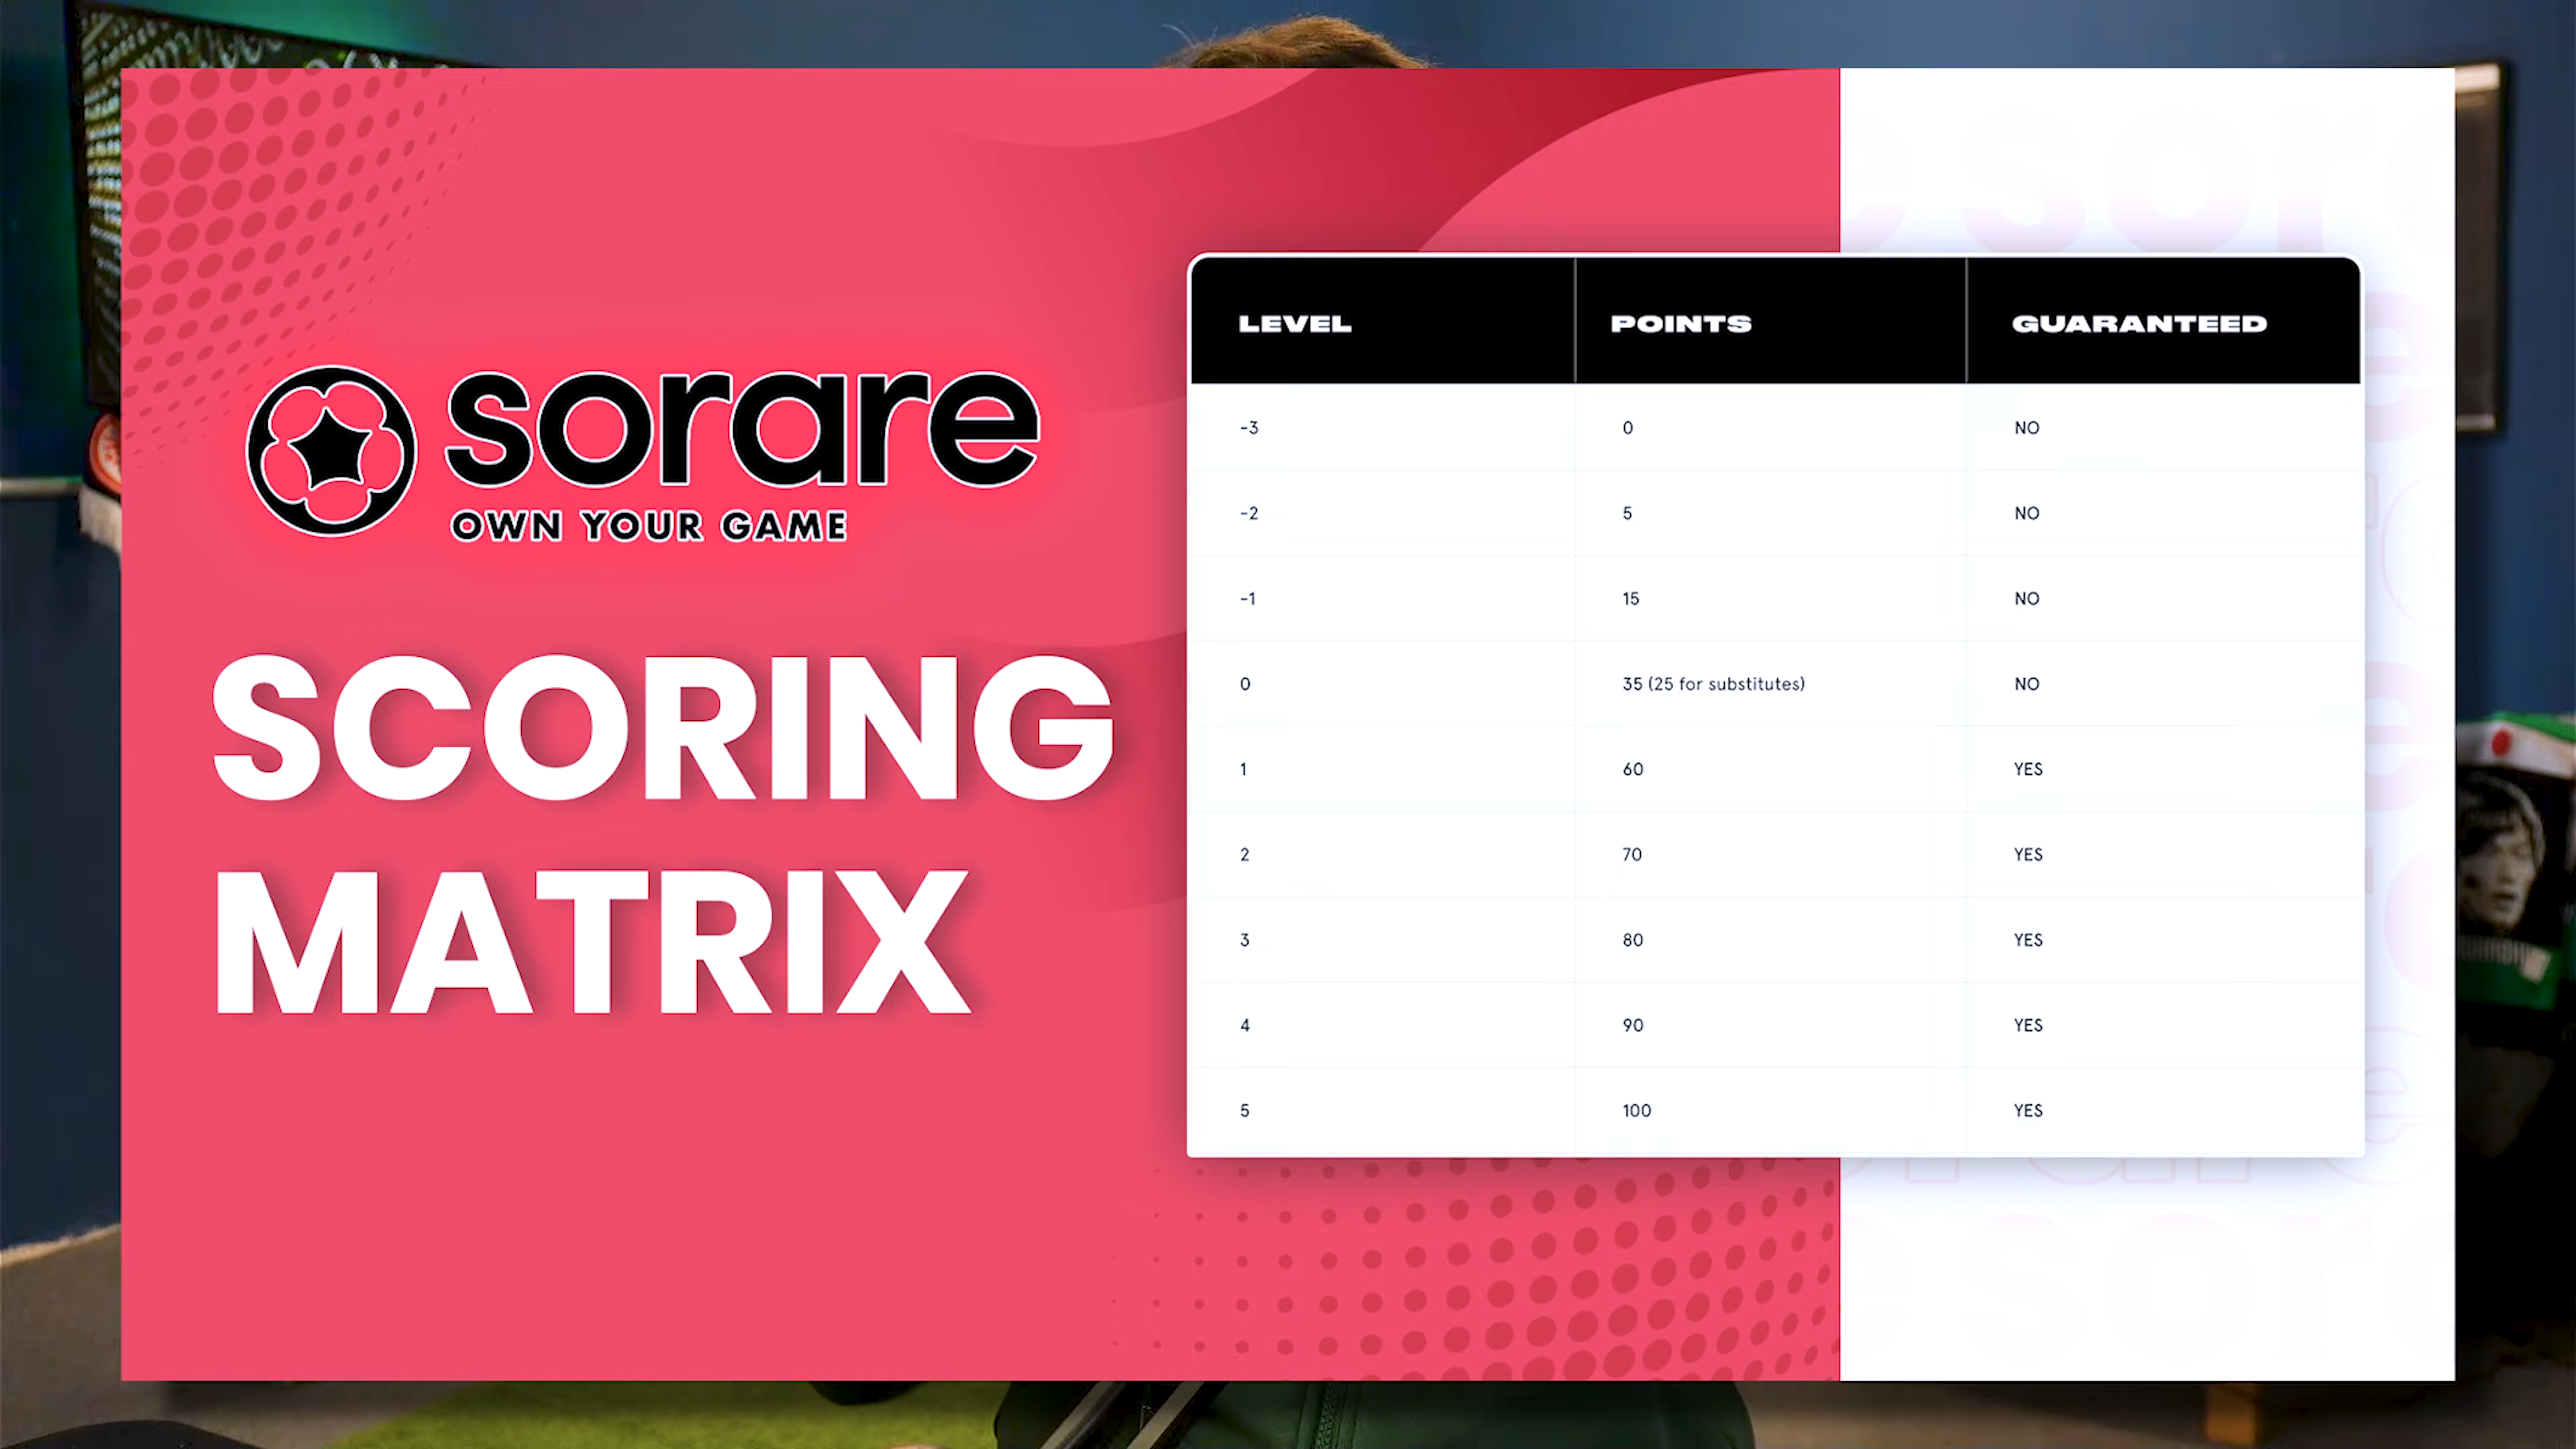 sorare
OWN YOUR GAME
SCORING
MATRIX
LEVEL POINTS GUARANTEED
-3 0 NO
-2 5 NO
-1 15 NO
0 35 (25 for substitutes) NO
1 60 YES
2 70 YES
3 80 YES
4 90 YES
5 100 YES